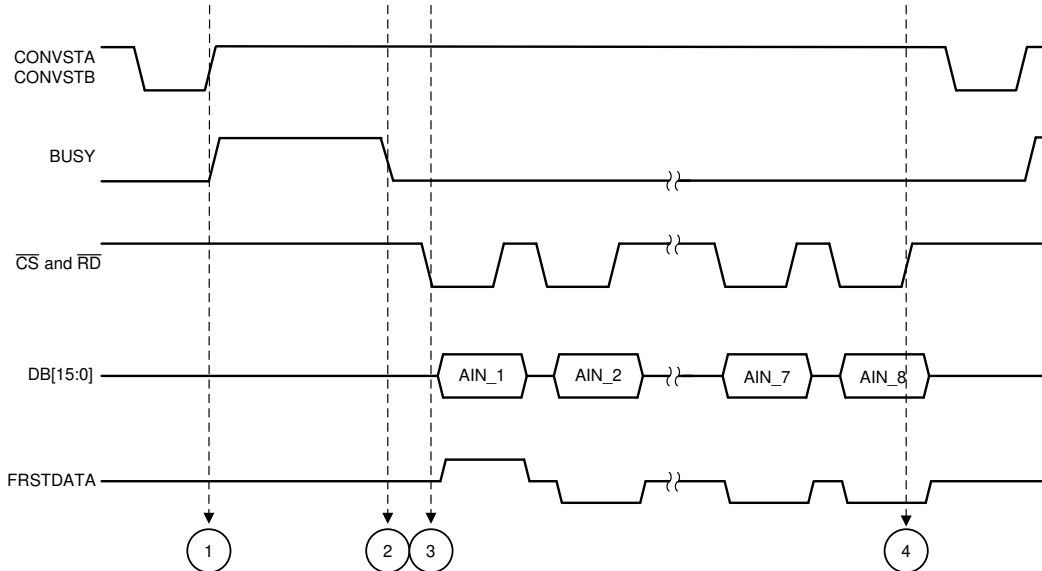 CONVSTA
CONVSTB
BUSY
CS and RD
DB[15:0]
AIN_1
AIN_2
AIN_7
AIN_8
FRSTDATA
1
2
3
4